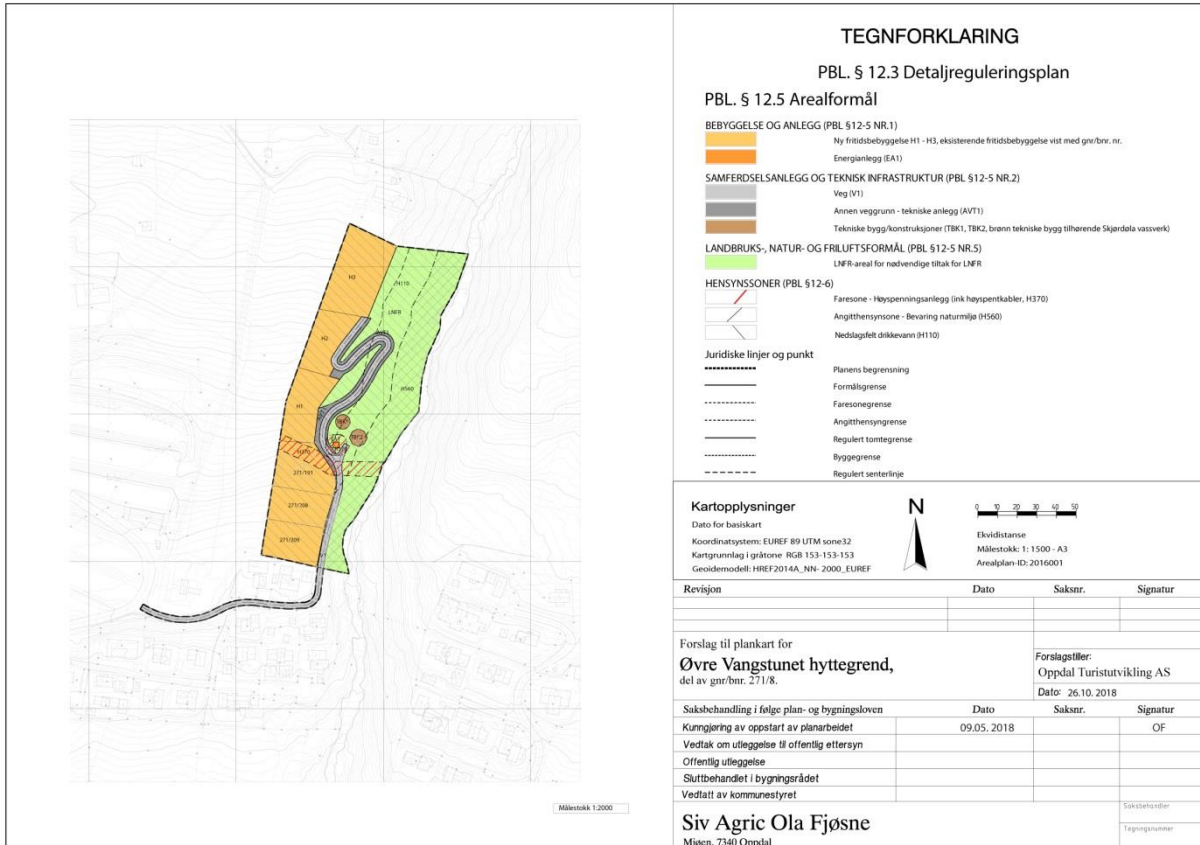 H3
H110
LNFR
H2
H560
H1
H370
271/191
271/208
271/209
Målestokk 1:2000
TEGNFORKLARING
PBL. § 12.3 Detaljreguleringsplan
PBL. § 12.5 Arealformål
BEBYGGELSE OG ANLEGG (PBL §12-5 NR.1)
Ny fritidsbebyggelse H1 - H3, eksisterende fritidsbebyggelse vist med gnr/bnr. nr.
Energianlegg (EA1)
SAMFERDSELSANLEGG OG TEKNISK INFRASTRUKTUR (PBL §12-5 NR.2)
Veg (V1)
Annen veggrunn - tekniske anlegg (AVT1)
Tekniske bygg/konstruksjoner (TBK1, TBK2, brønn tekniske bygg tilhørende Skjørdøla vassverk)
LANDBRUKS-, NATUR- OG FRILUFTSFORMÅL (PBL §12-5 NR.5)
LNFR-areal for nødvendige tiltak for LNFR
HENSYNSSONER (PBL §12-6)
Faresone - Høyspenningsanlegg (ink høyspentkabler, H370)
Angitthensynsone - Bevaring naturmiljø (H560)
Nedslagsfelt drikkevann (H110)
Juridiske linjer og punkt
Planens begrensning
Formålsgrense
Faresonegrense
Angitthensyngrense
Regulert tomtegrense
Byggegrense
Regulert senterlinje
Kartopplysninger
Dato for basiskart
Koordinatsystem: EUREF 89 UTM sone32
Kartgrunnlag i gråtone RGB 153-153-153
Geoidemodell: HREF2014A_NN- 2000_EUREF
N
0 10 20 30 40 50
Ekvidistanse
Målestokk: 1: 1500 - A3
Arealplan-ID: 2016001
Revisjon Dato Saksnr. Signatur
Forslag til plankart for
Øvre Vangstunet hyttegrend,
del av gnr/bnr. 271/8.
Forslagstiller:
Oppdal Turistutvikling AS
Dato: 26.10. 2018
Saksbehandling i følge plan- og bygningsloven Dato Saksnr. Signatur
Kunngjøring av oppstart av planarbeidet 09.05. 2018 OF
Vedtak om utleggelse til offentlig ettersyn
Offentlig utleggelse
Sluttbehandlet i bygningsrådet
Vedtatt av kommunestyret
Siv Agric Ola Fjøsne
Mjøen, 7340 Oppdal
Saksbehandler
Tegningsnummer